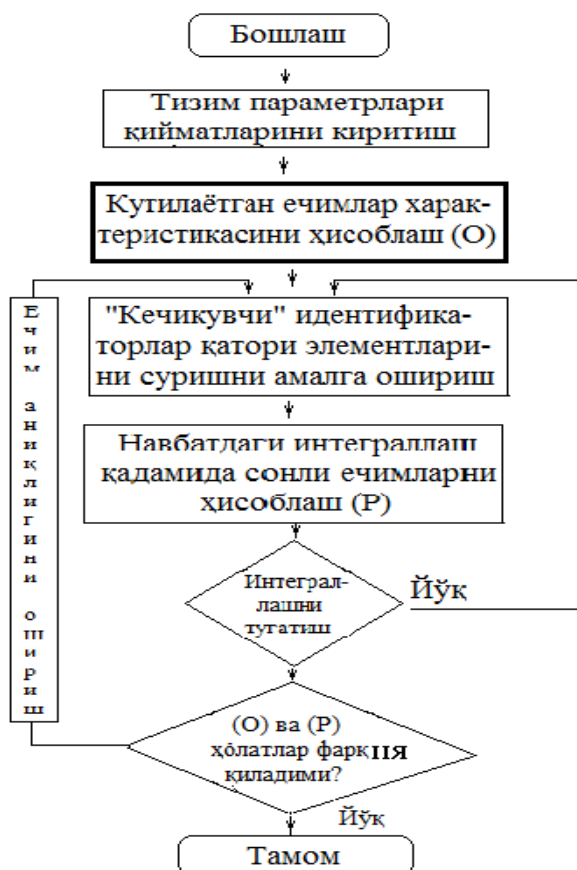 Бошлаш
Тизим параметрлари
қийматларини киритиш
Кутилаётган ечимлар харак-
теристикасини ҳисоблаш (О)
"Кечикувчи" идентифика-
торлар қатори элементлари-
ни суришни амалга ошириш
Ечим аниқлигини ошириш
Навбатдаги интеграллаш
қадамида сонли ечимларни
ҳисоблаш (Р)
Интеграл-
лашни
тугатиш
Йўқ
(О) ва (Р)
ҳолатлар фарқ
қиладими?
Йўқ
Тамом